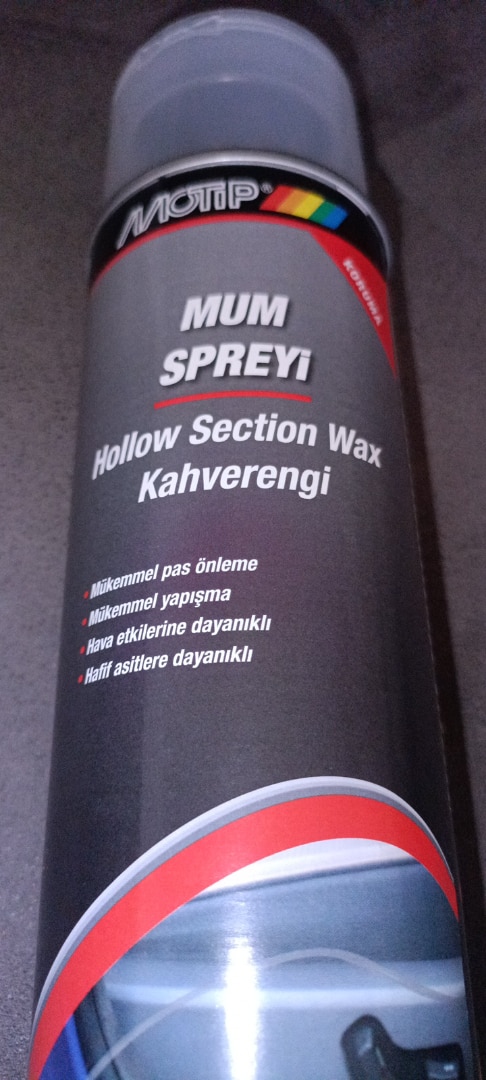 MOTIP®
KORUMA
MUM
SPREYİ
Hollow Section Wax
Kahverengi
• Mükemmel pas önleme
• Mükemmel yapışma
• Hava etkilerine dayanıklı
• Hafif asitlere dayanıklı